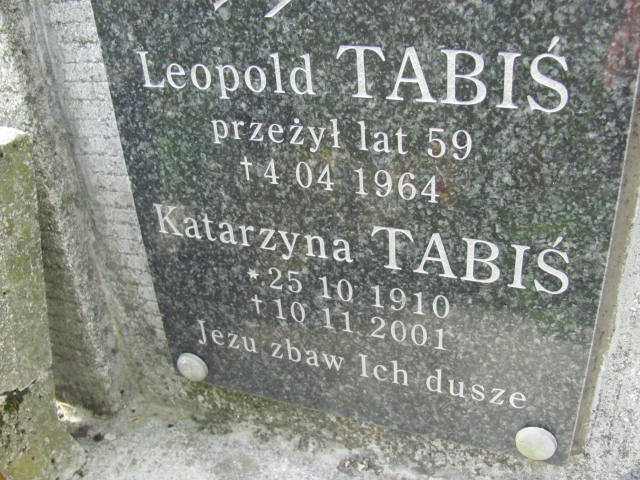 Leopold TABIŚ
przeżył lat 59
†4 04 1964
Katarzyna TABIŚ
* 25 10 1910
†10 11 2001
Jezu zbaw Ich dusze